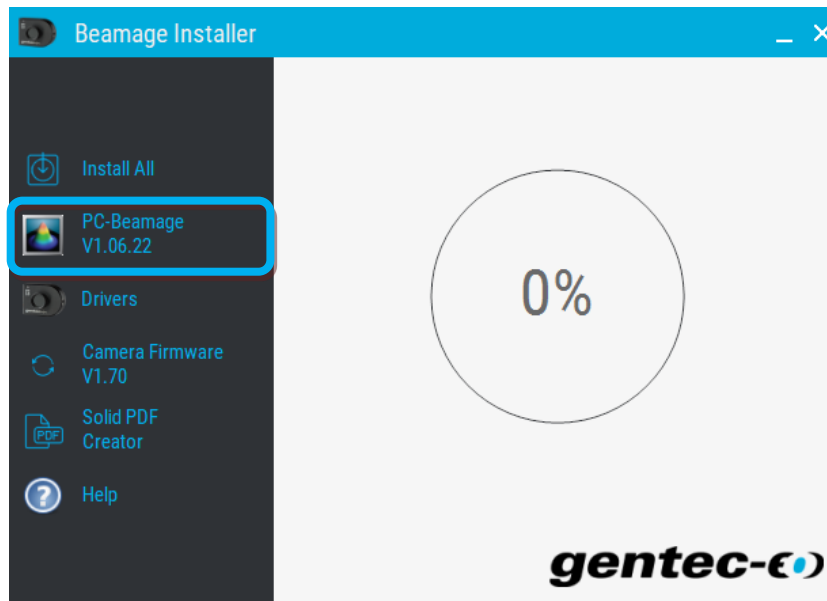 Beamage Installer
Install All
PC-Beamage
V1.06.22
Drivers
Camera Firmware
V1.70
PDF
Solid PDF
Creator
Help
0%
gentec-eo